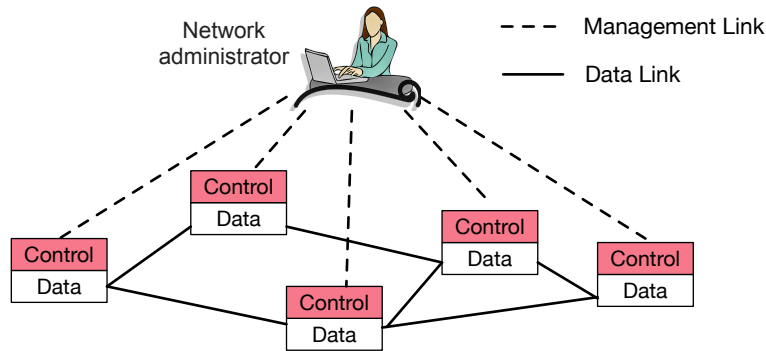 Network
administrator
Management Link
Data Link
Control
Data
Control
Data
Control
Data
Control
Data
Control
Data